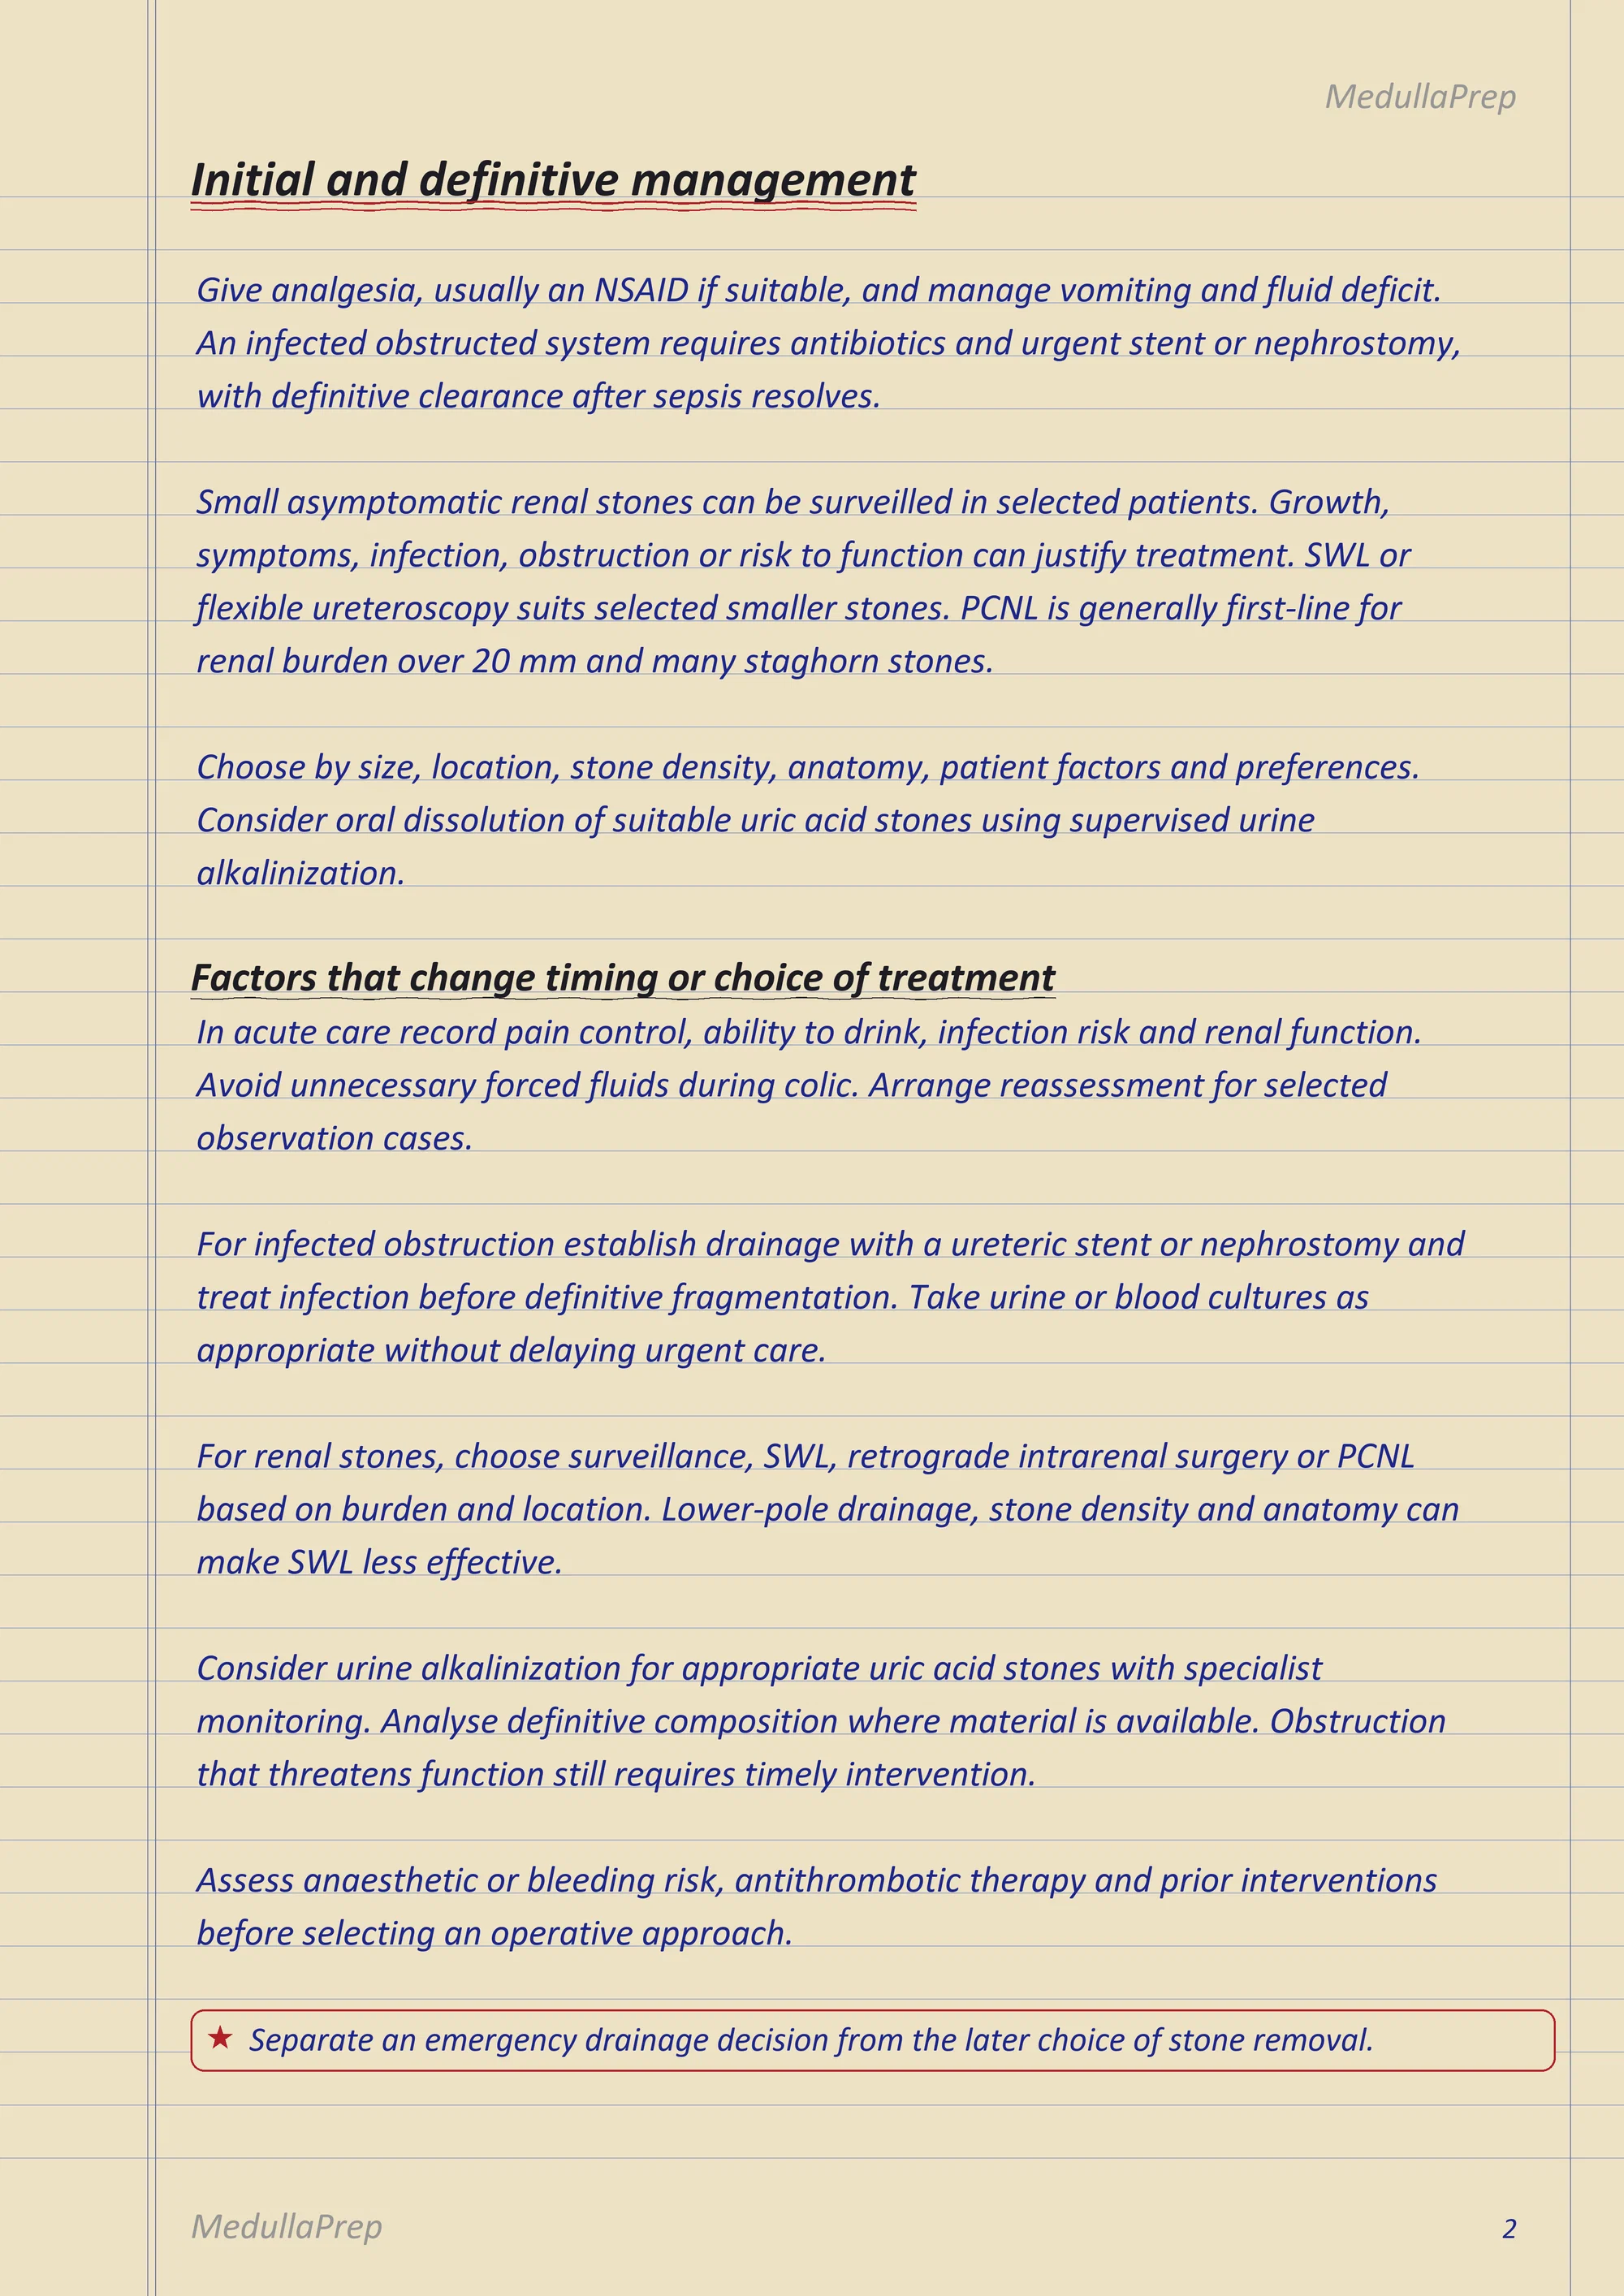 MedullaPrep
Initial and definitive management
Give analgesia, usually an NSAID if suitable, and manage vomiting and fluid deficit.
An infected obstructed system requires antibiotics and urgent stent or nephrostomy,
with definitive clearance after sepsis resolves.
Small asymptomatic renal stones can be surveilled in selected patients. Growth,
symptoms, infection, obstruction or risk to function can justify treatment. SWL or
flexible ureteroscopy suits selected smaller stones. PCNL is generally first-line for
renal burden over 20 mm and many staghorn stones.
Choose by size, location, stone density, anatomy, patient factors and preferences.
Consider oral dissolution of suitable uric acid stones using supervised urine
alkalinization.
Factors that change timing or choice of treatment
In acute care record pain control, ability to drink, infection risk and renal function.
Avoid unnecessary forced fluids during colic. Arrange reassessment for selected
observation cases.
For infected obstruction establish drainage with a ureteric stent or nephrostomy and
treat infection before definitive fragmentation. Take urine or blood cultures as
appropriate without delaying urgent care.
For renal stones, choose surveillance, SWL, retrograde intrarenal surgery or PCNL
based on burden and location. Lower-pole drainage, stone density and anatomy can
make SWL less effective.
Consider urine alkalinization for appropriate uric acid stones with specialist
monitoring. Analyse definitive composition where material is available. Obstruction
that threatens function still requires timely intervention.
Assess anaesthetic or bleeding risk, antithrombotic therapy and prior interventions
before selecting an operative approach.
★ Separate an emergency drainage decision from the later choice of stone removal.
MedullaPrep
2